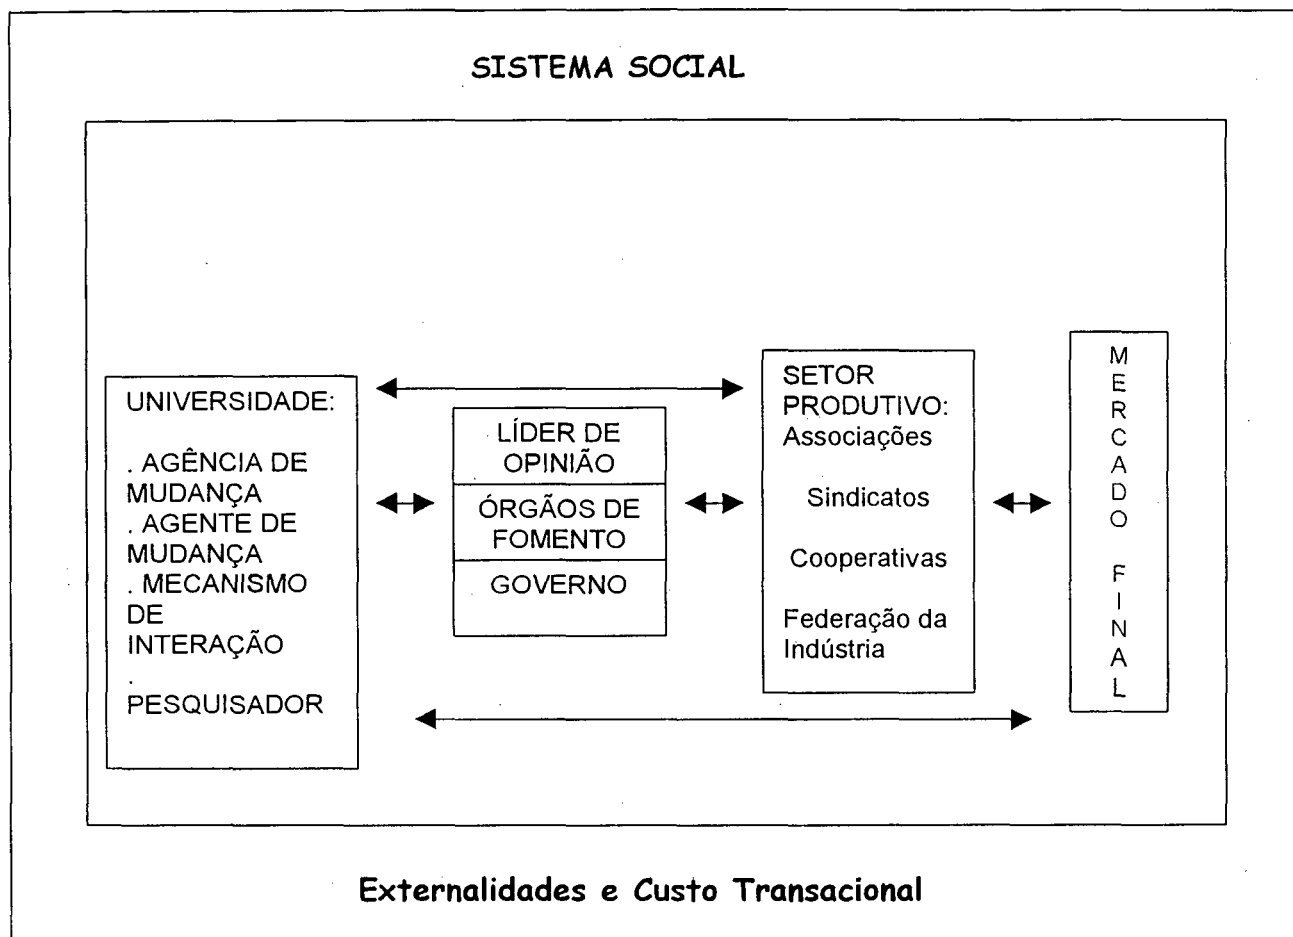 SISTEMA SOCIAL
UNIVERSIDADE:
. AGÊNCIA DE
MUDANÇA
. AGENTE DE
MUDANÇA
. MECANISMO
DE
INTERAÇÃO
.
PESQUISADOR
LÍDER DE
OPINIÃO
ÓRGÃOS DE
FOMENTO
GOVERNO
SETOR
PRODUTIVO:
Associações
Sindicatos
Cooperativas
Federação da
Indústria
M
E
R
C
A
D
O
F
I
N
A
L
Externalidades e Custo Transacional